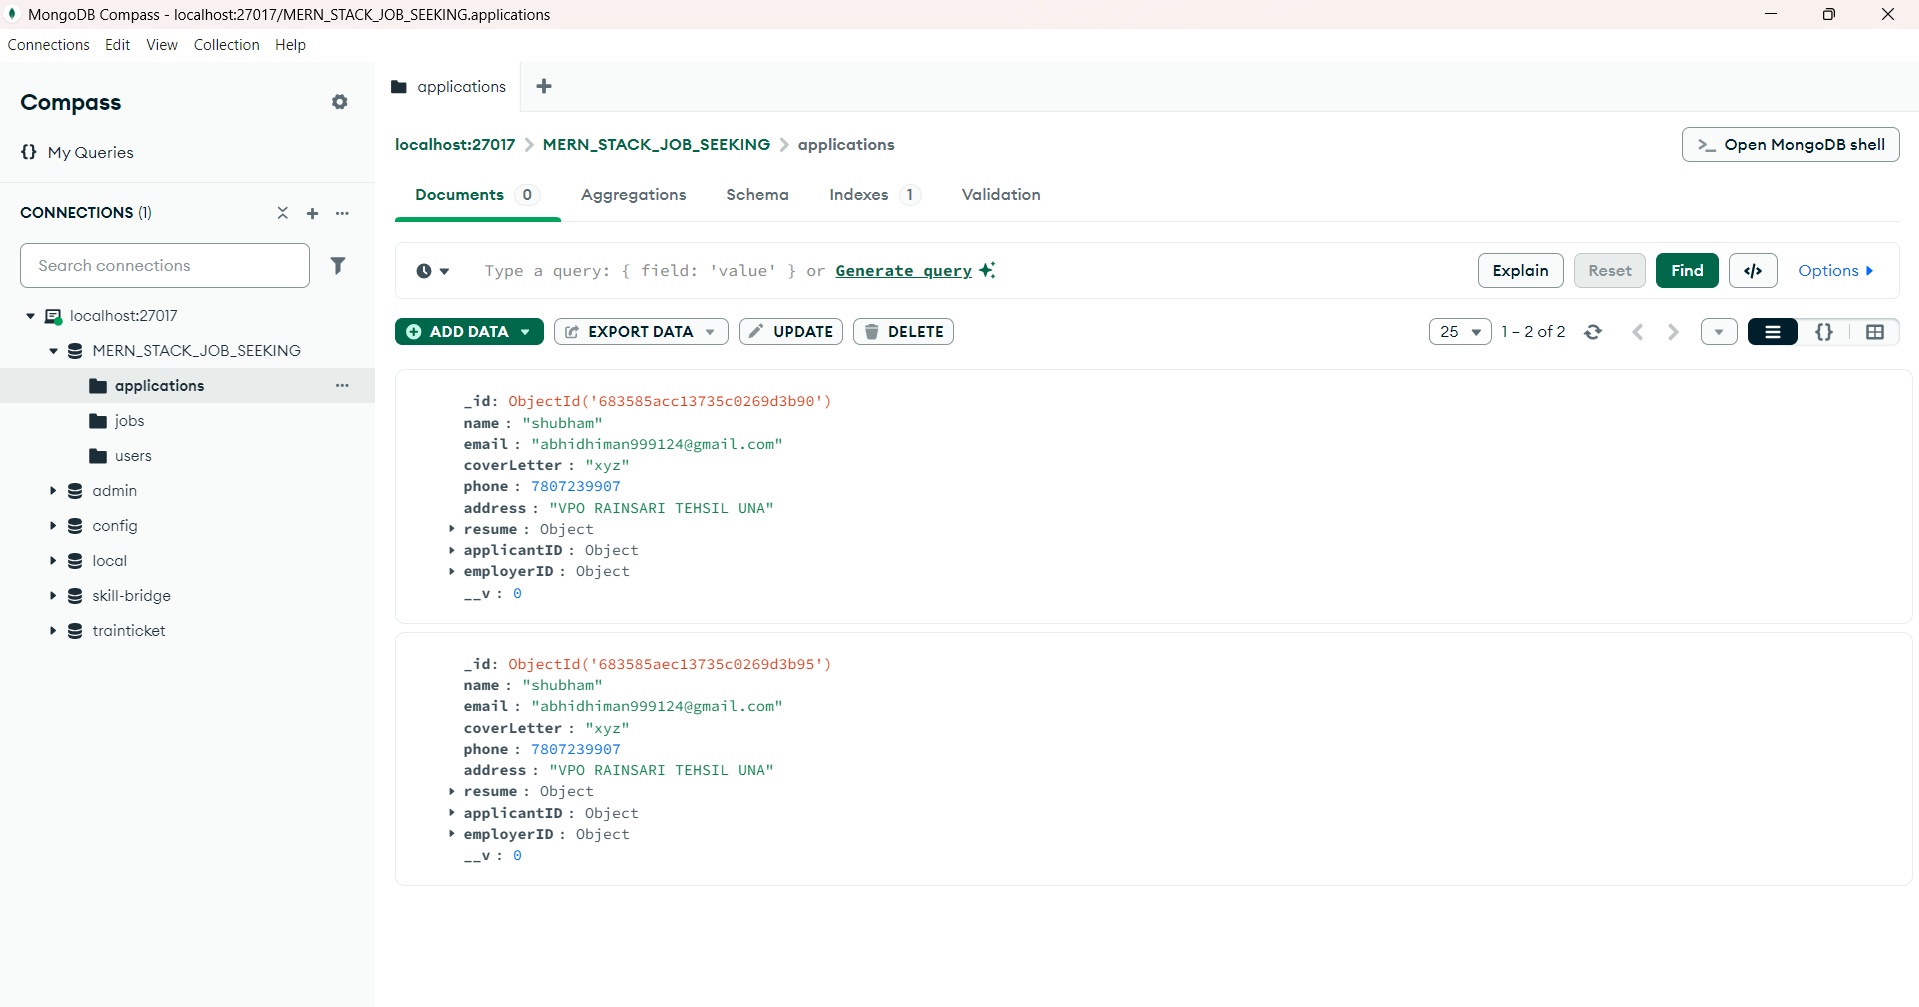 MongoDB Compass - localhost:27017/MERN_STACK_JOB_SEEKING.applications
Connections Edit View Collection Help
Compass
{} My Queries
CONNECTIONS (1)
Search connections
localhost:27017
MERN_STACK_JOB_SEEKING
applications
jobs
users
admin
config
local
skill-bridge
trainticket
applications
localhost:27017 > MERN_STACK_JOB_SEEKING > applications
>_ Open MongoDB shell
Documents 0 Aggregations Schema Indexes 1 Validation
Type a query: { field: 'value' } or Generate query
Explain Reset Find </> Options
ADD DATA EXPORT DATA UPDATE DELETE
25 1 – 2 of 2 {}
_id: ObjectId('683585acc13735c0269d3b90')
name : "shubham"
email : "abhidhiman999124@gmail.com"
coverLetter : "xyz"
phone : 7807239907
address : "VPO RAINSARI TEHSIL UNA"
resume : Object
applicantID : Object
employerID : Object
__v : 0
_id: ObjectId('683585aec13735c0269d3b95')
name : "shubham"
email : "abhidhiman999124@gmail.com"
coverLetter : "xyz"
phone : 7807239907
address : "VPO RAINSARI TEHSIL UNA"
resume : Object
applicantID : Object
employerID : Object
__v : 0